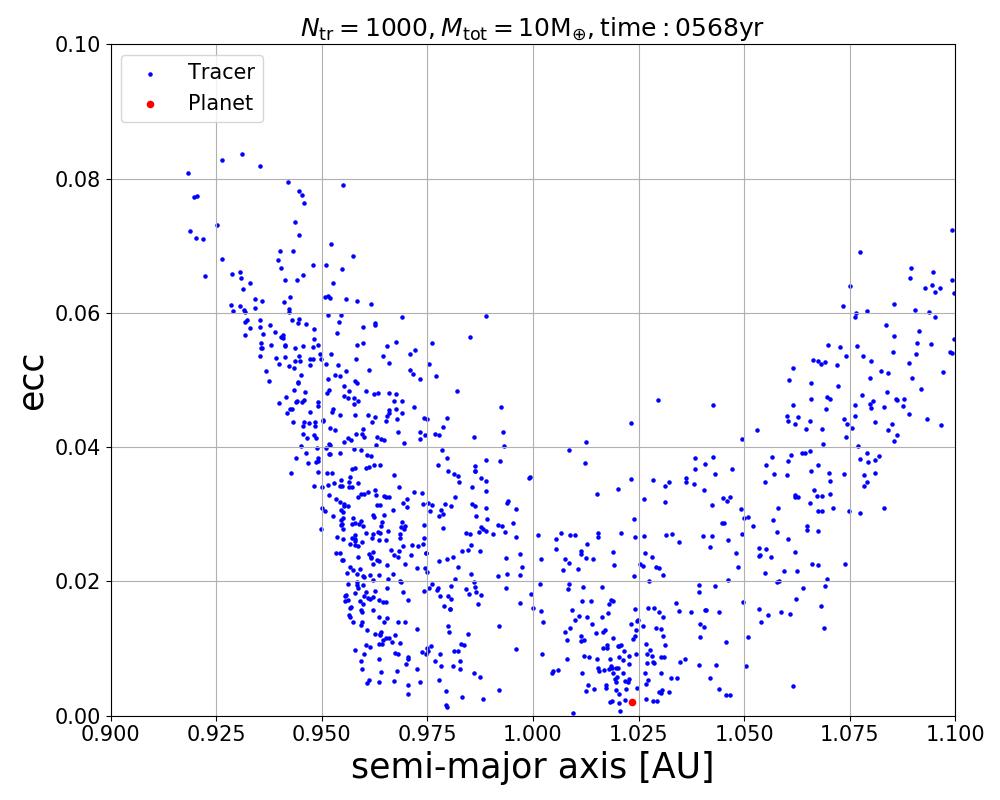 N_tr = 1000, M_tot = 10M_⊕, time : 0568yr
0.10
0.08
0.06
0.04
0.02
0.00
ecc
Tracer
Planet
0.900 0.925 0.950 0.975 1.000 1.025 1.050 1.075 1.100
semi-major axis [AU]